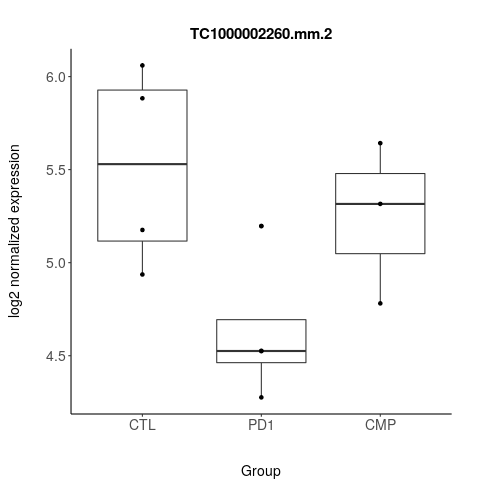 TC1000002260.mm.2
log2 normalized expression
6.0
5.5
5.0
4.5
CTL PD1 CMP
Group